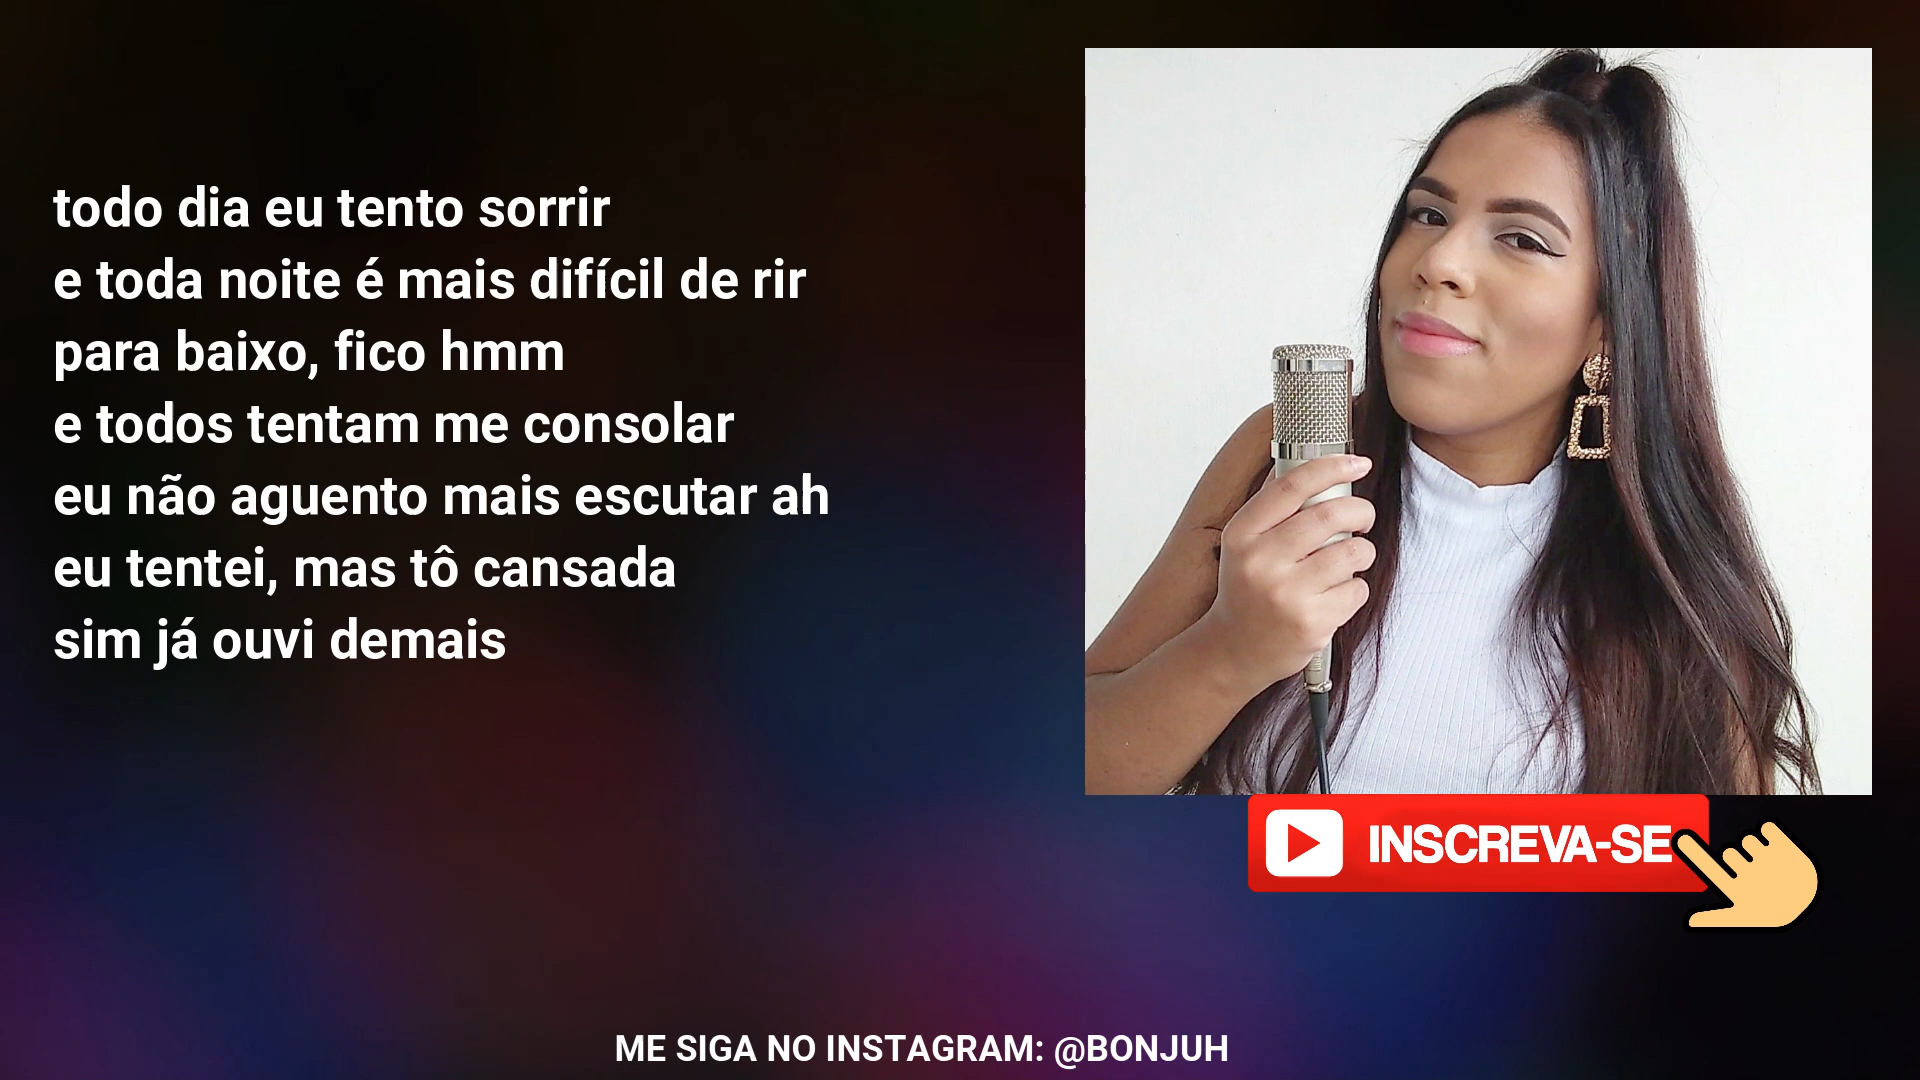 todo dia eu tento sorrir
e toda noite é mais difícil de rir
para baixo, fico hmm
e todos tentam me consolar
eu não aguento mais escutar ah
eu tentei, mas tô cansada
sim já ouvi demais
INSCREVA-SE
ME SIGA NO INSTAGRAM: @BONJUH